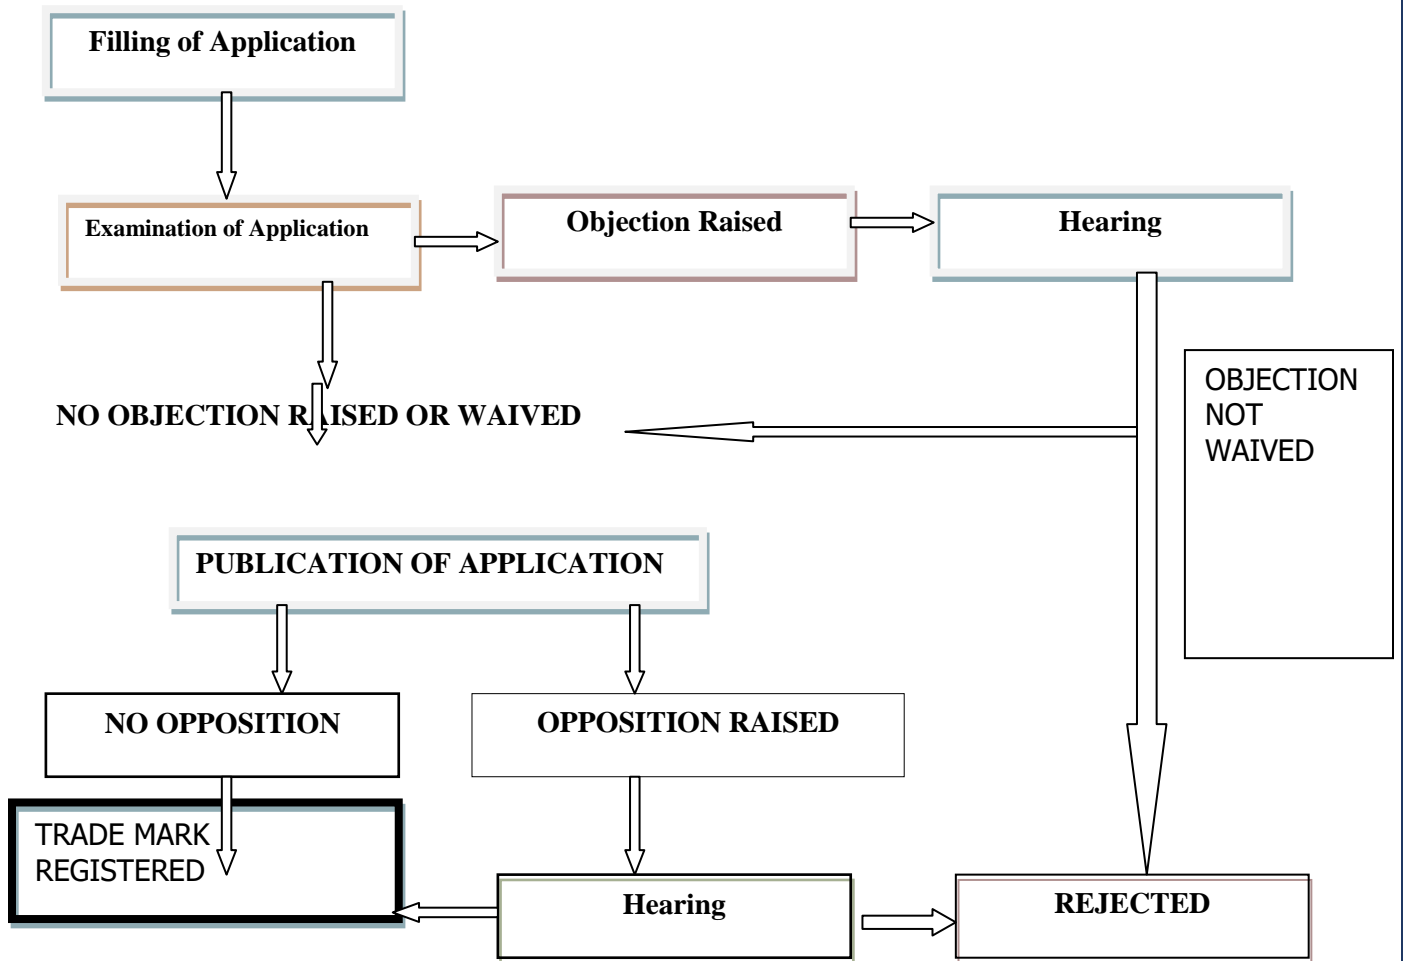 Filling of Application
Examination of Application
Objection Raised
Hearing
NO OBJECTION RAISED OR WAIVED
OBJECTION
NOT
WAIVED
PUBLICATION OF APPLICATION
NO OPPOSITION
OPPOSITION RAISED
TRADE MARK
REGISTERED
Hearing
REJECTED